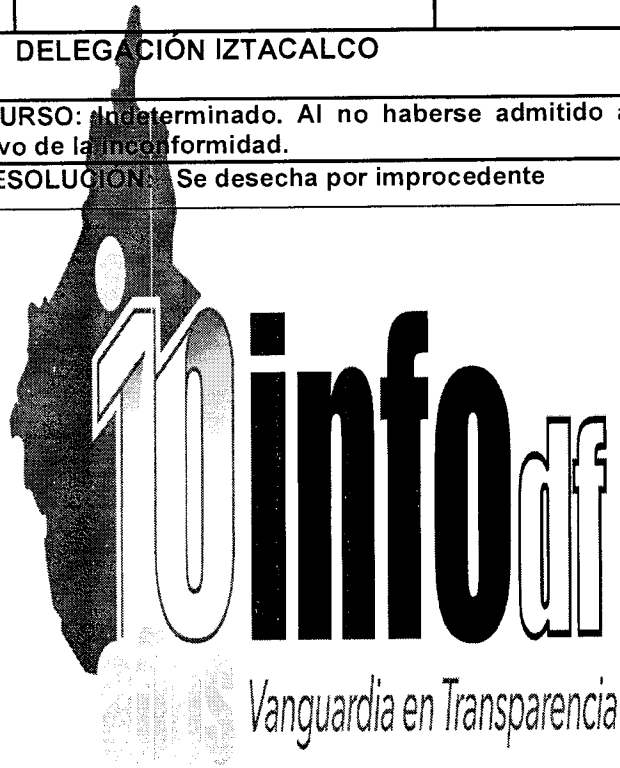 DELEGACIÓN IZTACALCO
URSO: Indeterminado. Al no haberse admitido a
vo de la inconformidad.
ESOLUCIÓN: Se desecha por improcedente
10 info df
Vanguardia en Transparencia